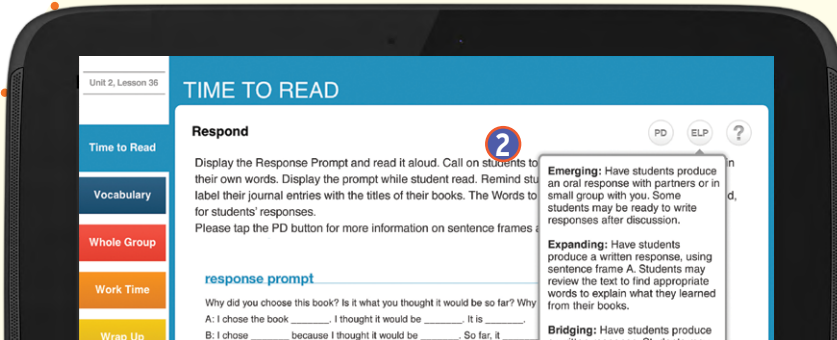 Unit 2, Lesson 36
TIME TO READ
Time to Read
Vocabulary
Whole Group
Work Time
Wrap Up
Respond
PD
ELP
?
2
Display the Response Prompt and read it aloud. Call on students to
in
their own words. Display the prompt while student read. Remind stu
label their journal entries with the titles of their books. The Words to
d,
for students' responses.
Please tap the PD button for more information on sentence frames a
response prompt
Why did you choose this book? Is it what you thought it would be so far? Why
A: I chose the book _______. I thought it would be _______. It is _______.
B: I chose _______ because I thought it would be _______. So far, it _______
Emerging: Have students produce
an oral response with partners or in
small group with you. Some
students may be ready to write
responses after discussion.
Expanding: Have students
produce a written response, using
sentence frame A. Students may
review the text to find appropriate
words to explain what they learned
from their books.
Bridging: Have students produce